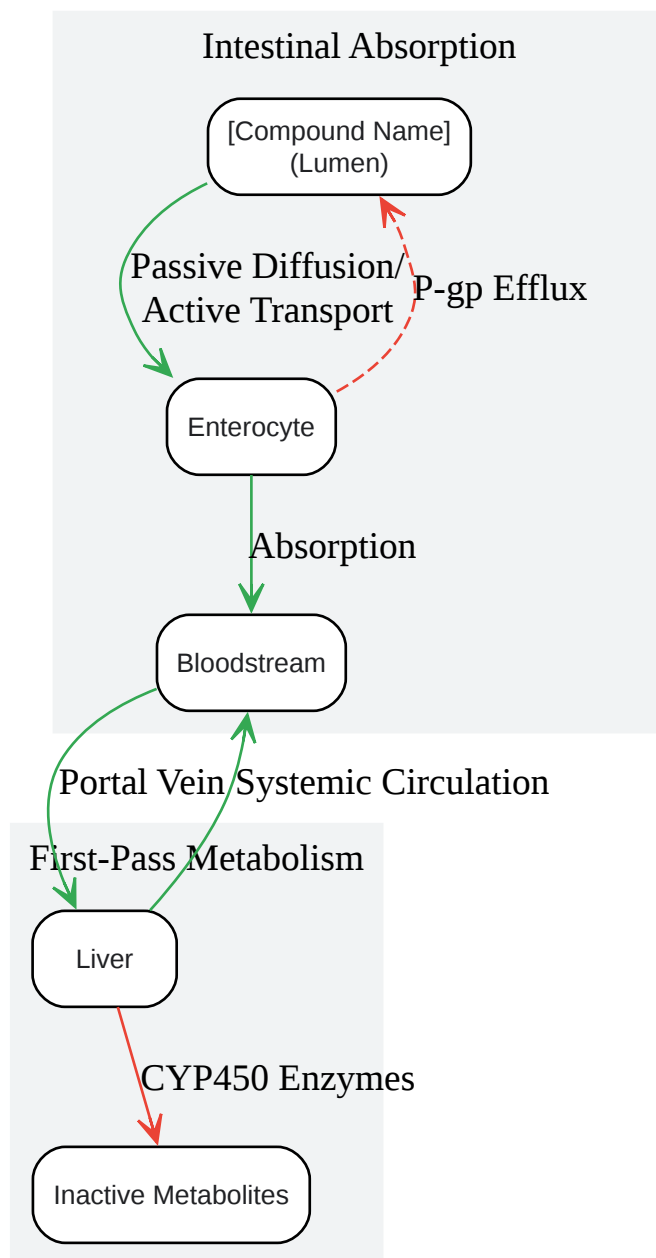 Intestinal Absorption
[Compound Name]
(Lumen)
Passive Diffusion/
Active Transport
P-gp Efflux
Enterocyte
Absorption
Bloodstream
Portal Vein
Systemic Circulation
First-Pass Metabolism
Liver
CYP450 Enzymes
Inactive Metabolites